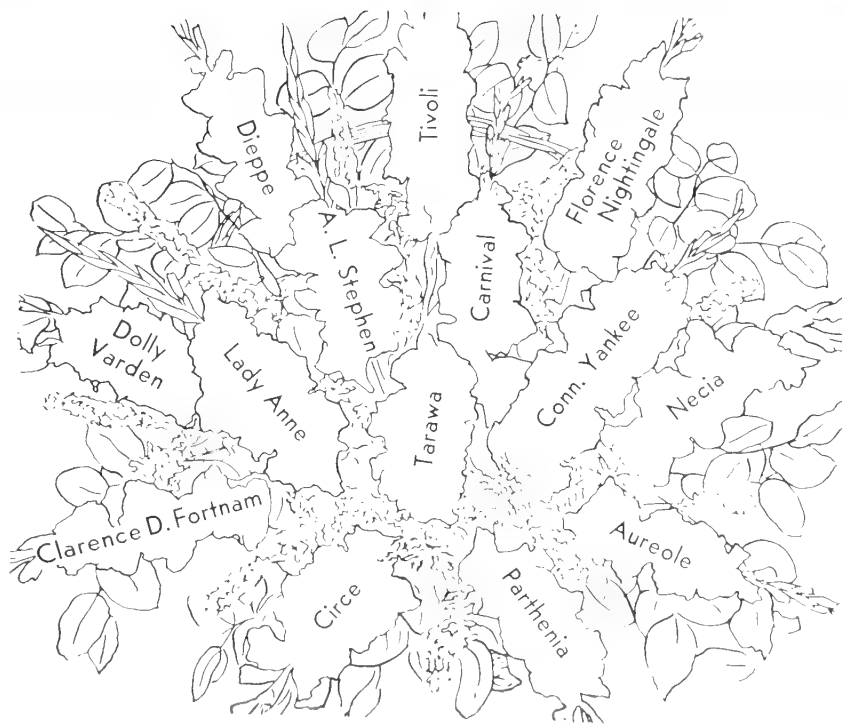 Tivoli
Dieppe
Florence
Nightingale
A. L. Stephen
Carnival
Dolly
Varden
Lady Anne
Conn. Yankee
Necia
Tarawa
Clarence D. Fortnam
Aureole
Circe
Parthenia